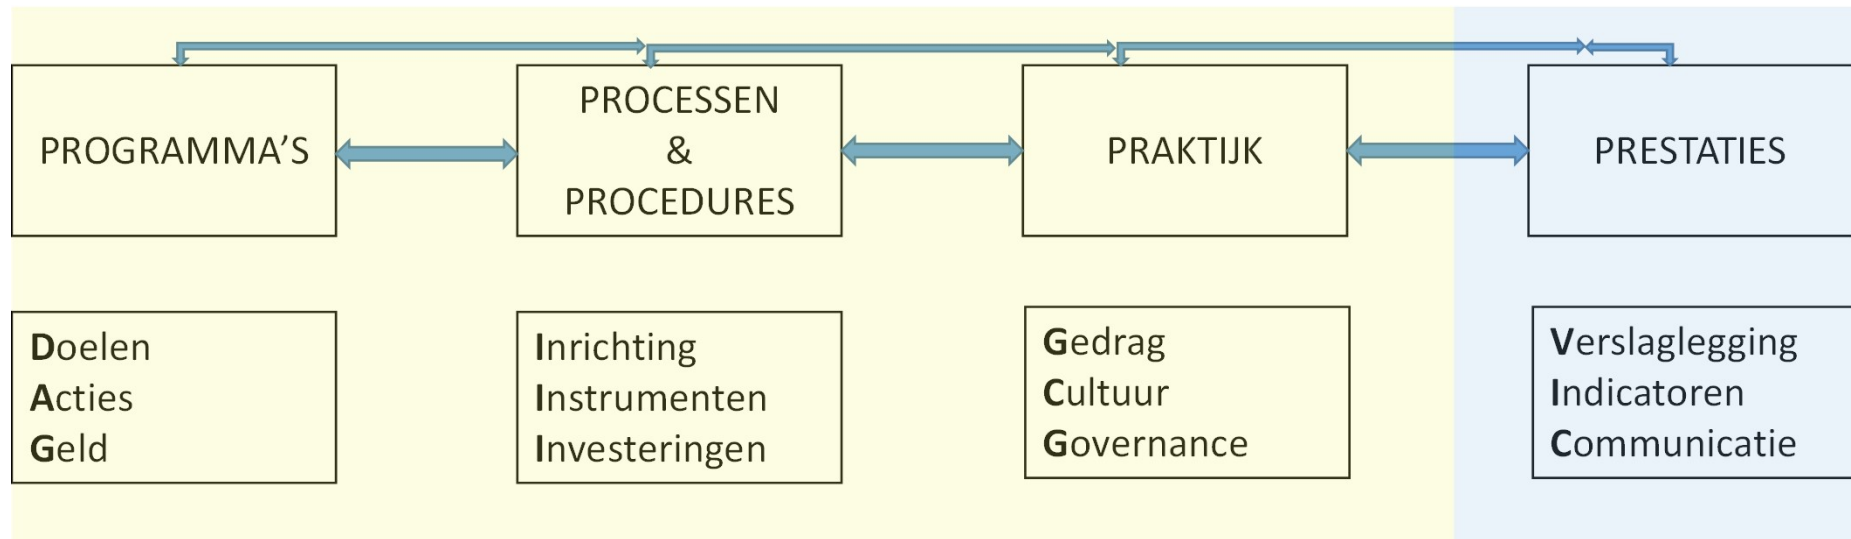 PROGRAMMA’S
PROCESSEN
&
PROCEDURES
PRAKTIJK
PRESTATIES
Doelen
Acties
Geld
Inrichting
Instrumenten
Investeringen
Gedrag
Cultuur
Governance
Verslaglegging
Indicatoren
Communicatie